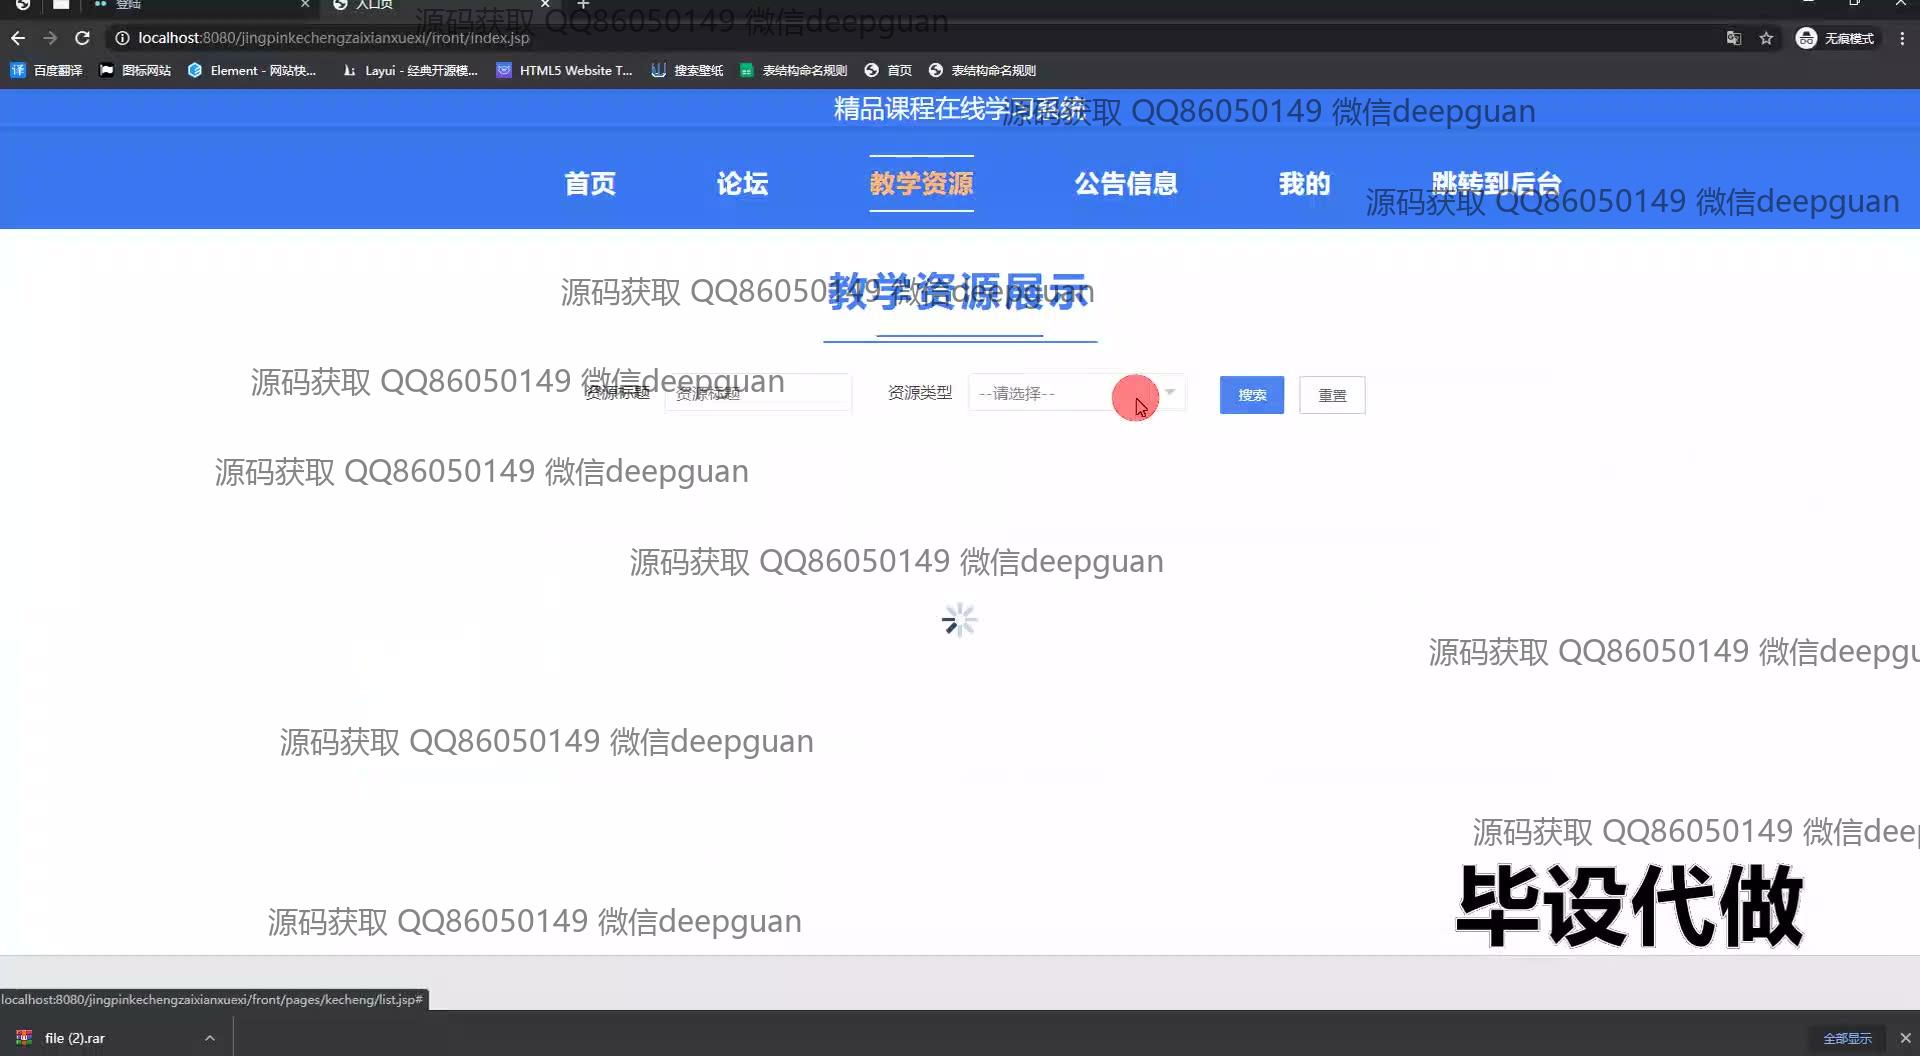 登陆
入口页
源码获取 QQ86050149 微信deepguan
localhost:8080/jingpinkechengzaixianxuexi/front/index.jsp
无痕模式
百度翻译
图标网站
Element - 网站快...
Layui - 经典开源模...
HTML5 Website T...
搜索壁纸
表结构命名规则
首页
表结构命名规则
精品课程在线学习系统
源码获取 QQ86050149 微信deepguan
首页
论坛
教学资源
公告信息
我的
跳转到后台
源码获取 QQ86050149 微信deepguan
教学资源展示
源码获取 QQ86050149 微信deepguan
源码获取 QQ86050149 微信deepguan
资源标题
资源标题
资源类型
--请选择--
搜索
重置
源码获取 QQ86050149 微信deepguan
源码获取 QQ86050149 微信deepguan
源码获取 QQ86050149 微信deepgu
源码获取 QQ86050149 微信deepguan
源码获取 QQ86050149 微信deep
毕设代做
源码获取 QQ86050149 微信deepguan
localhost:8080/jingpinkechengzaixianxuexi/front/pages/kecheng/list.jsp#
file (2).rar
全部显示